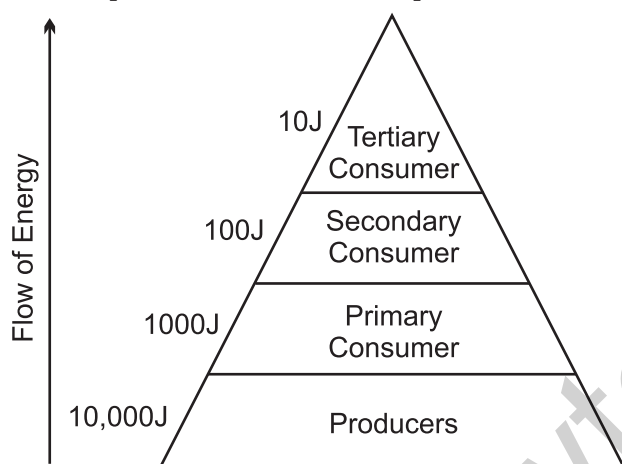 10J
Tertiary
Consumer
100J
Secondary
Consumer
1000J
Primary
Consumer
10,000J
Producers
Flow of Energy